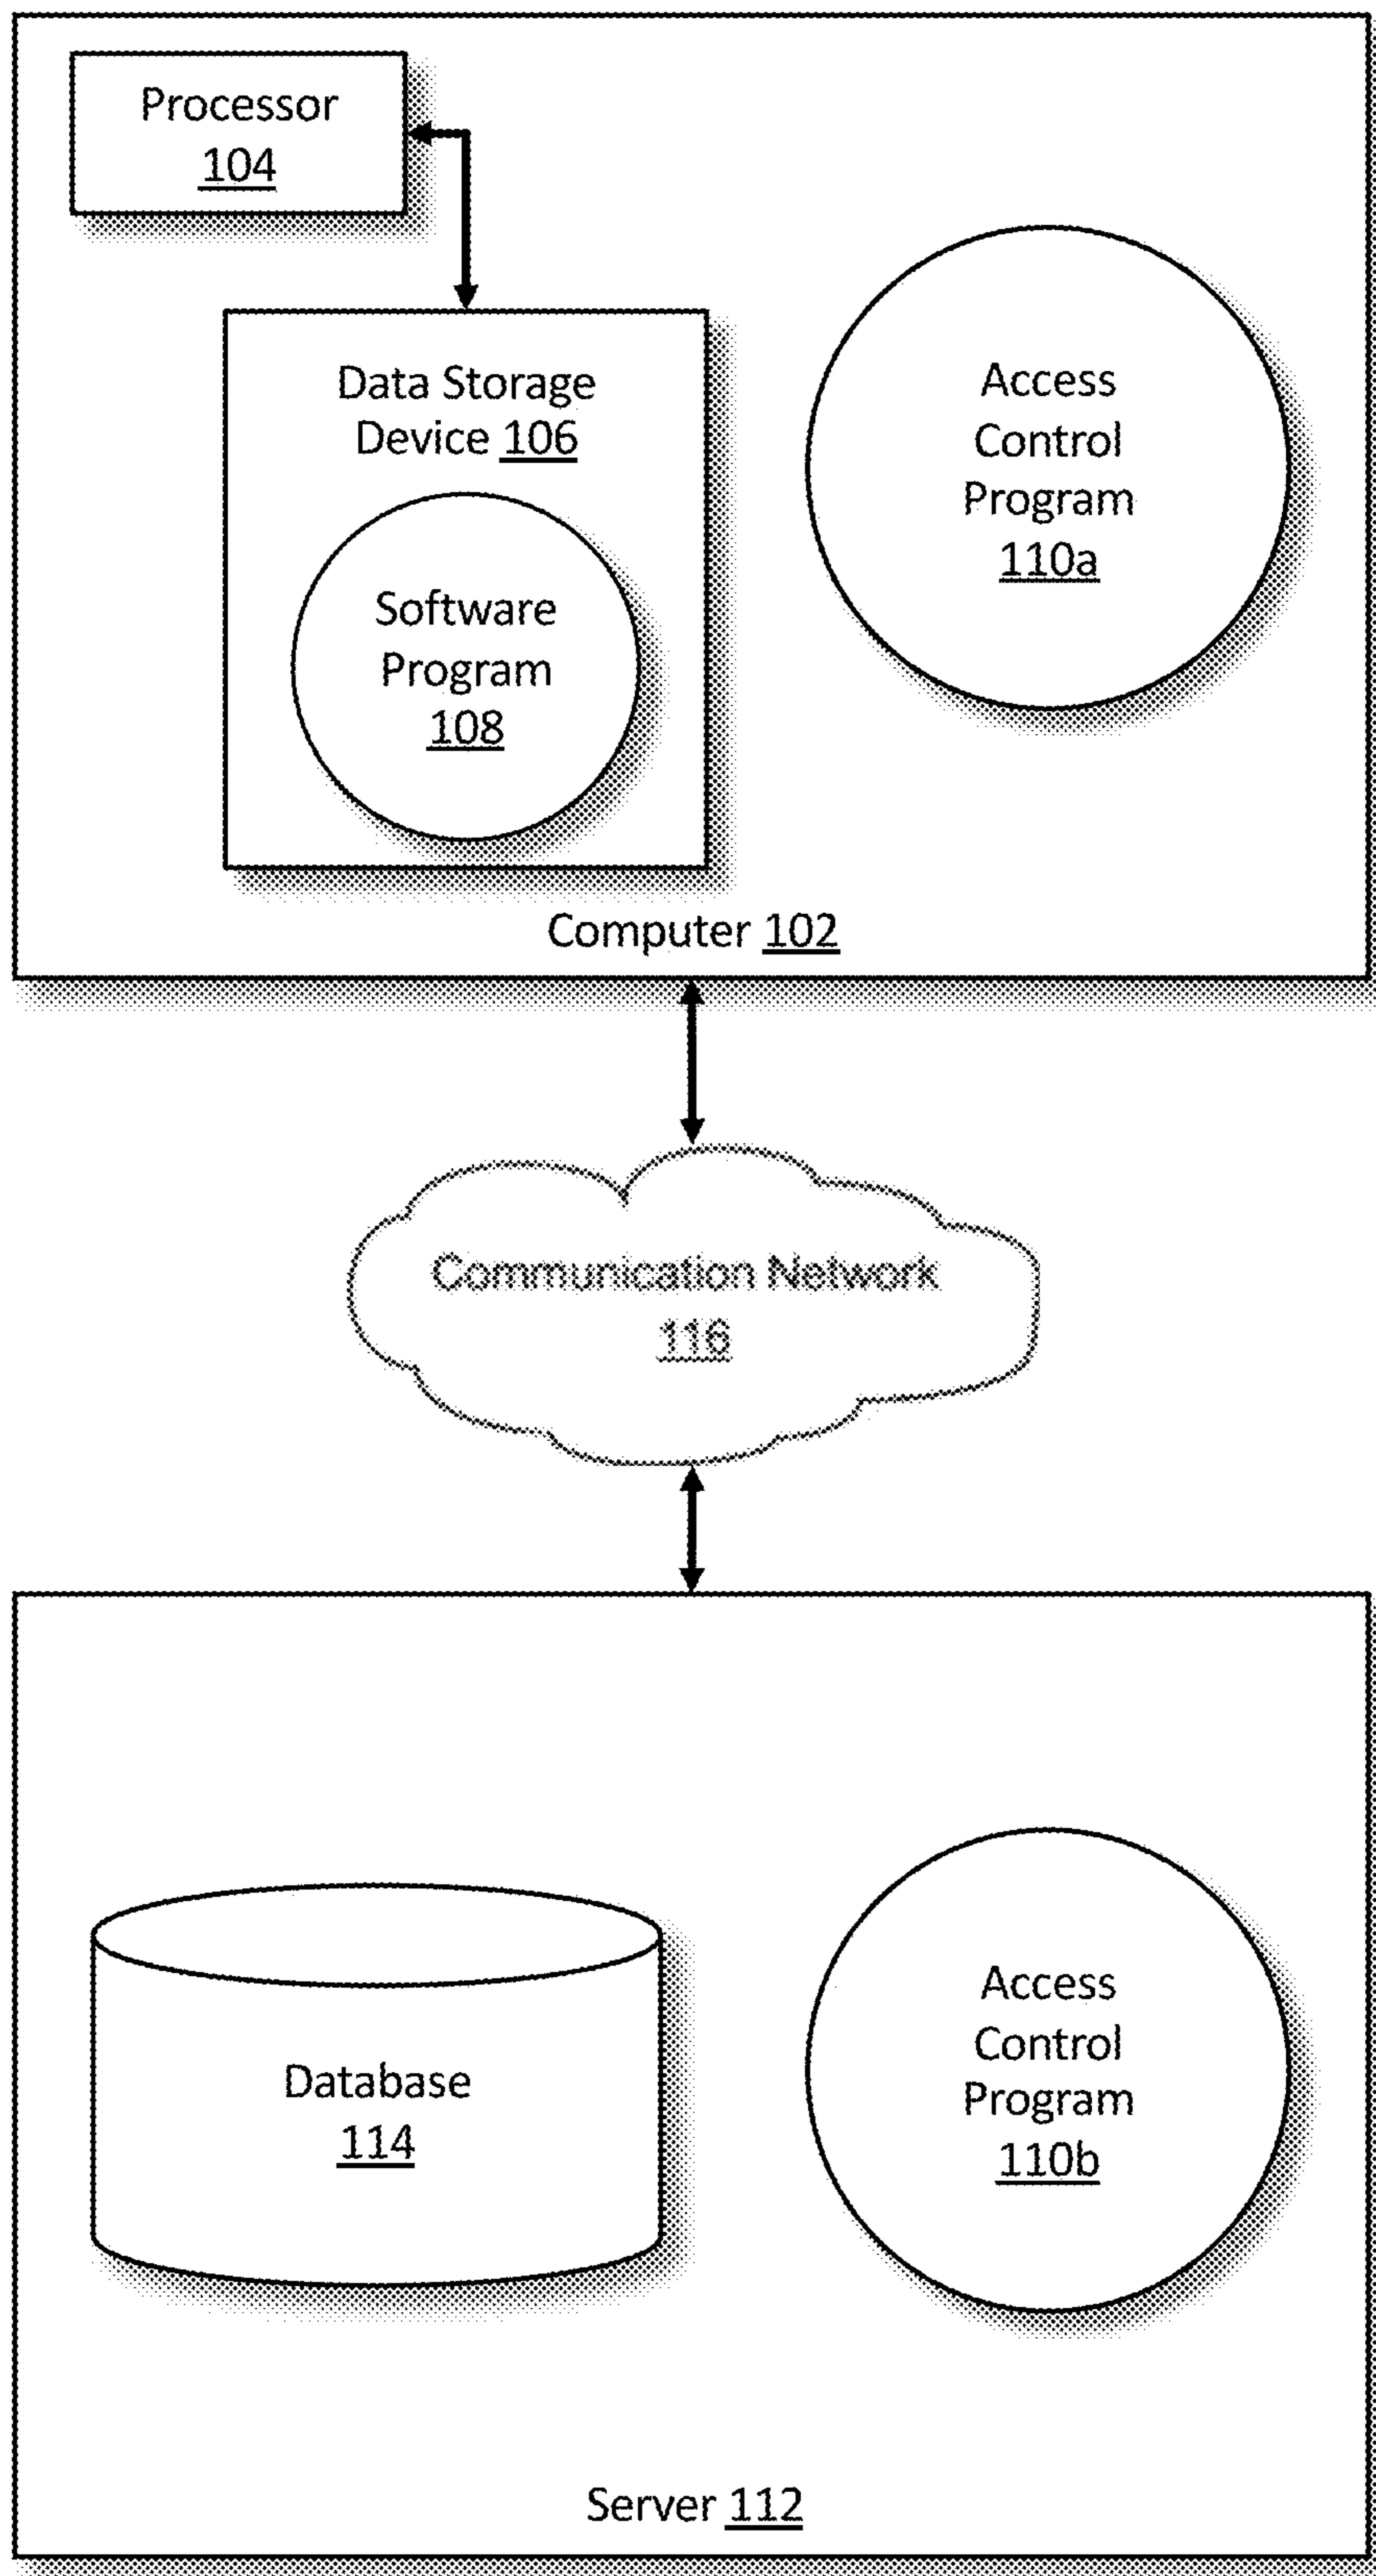 Processor
104
Data Storage
Device 106
Software
Program
108
Access
Control
Program
110a
Computer 102
Communication Network
116
Database
114
Access
Control
Program
110b
Server 112